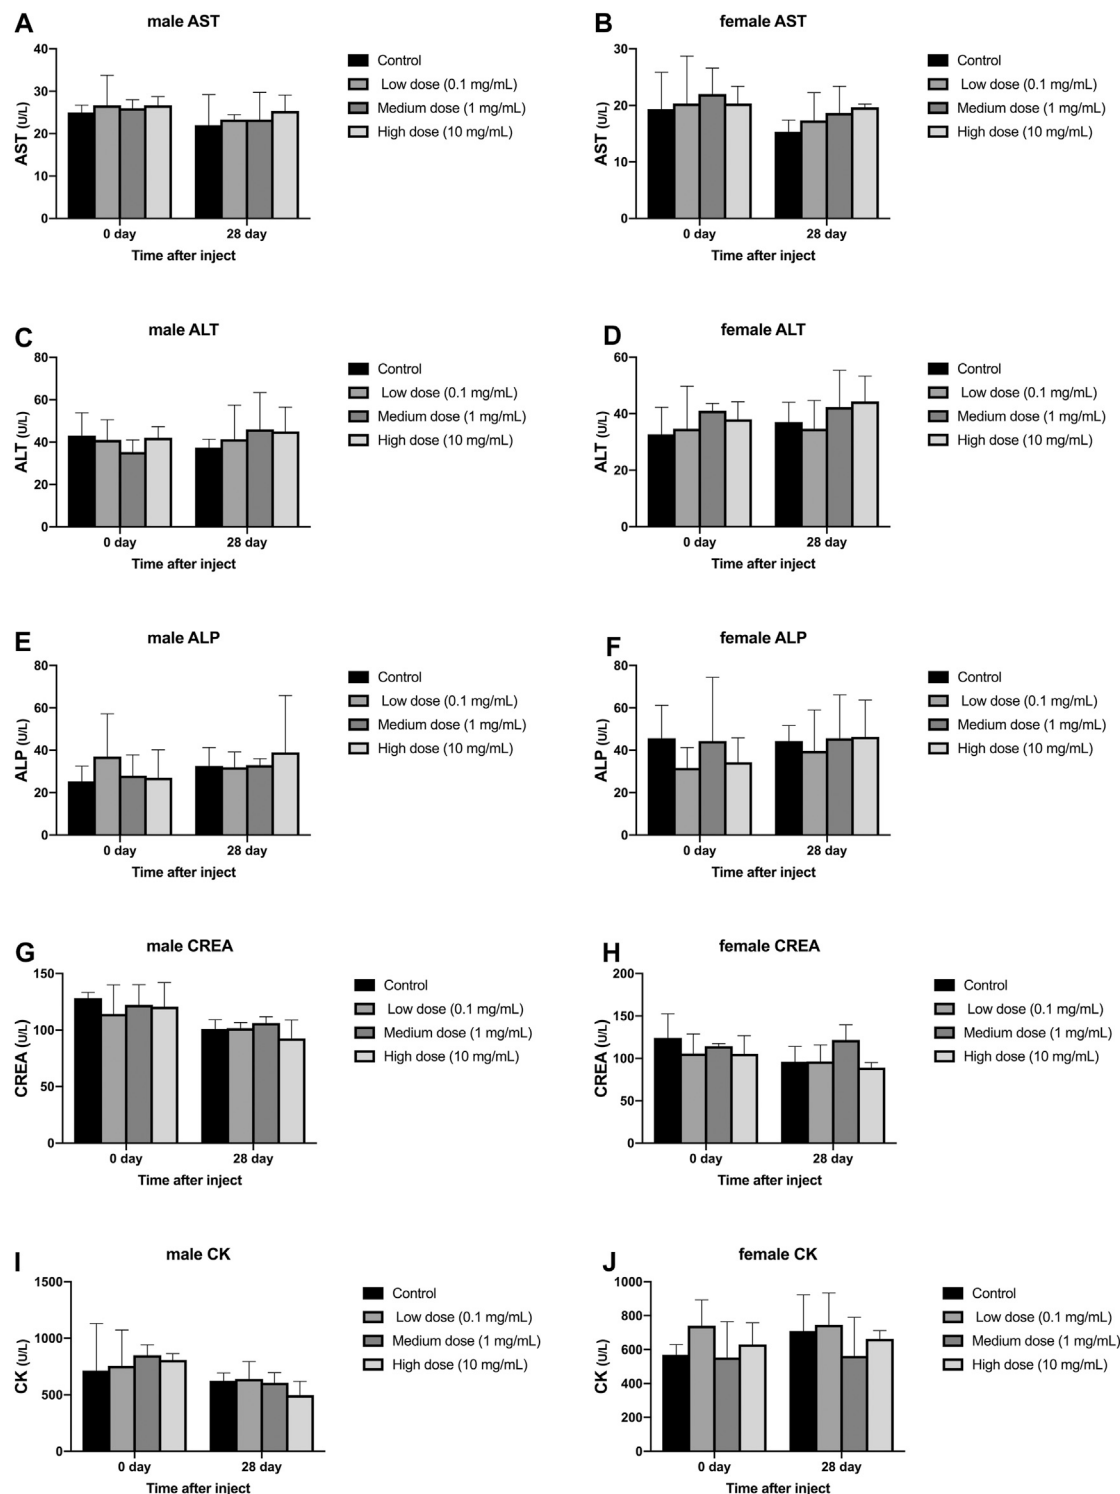 A
male AST
40
30
20
10
0
AST (U/L)
0 day
28 day
Time after inject
Control
Low dose (0.1 mg/mL)
Medium dose (1 mg/mL)
High dose (10 mg/mL)
B
female AST
30
20
10
0
AST (U/L)
0 day
28 day
Time after inject
Control
Low dose (0.1 mg/mL)
Medium dose (1 mg/mL)
High dose (10 mg/mL)
C
male ALT
80
60
40
20
0
ALT (U/L)
0 day
28 day
Time after inject
Control
Low dose (0.1 mg/mL)
Medium dose (1 mg/mL)
High dose (10 mg/mL)
D
female ALT
60
40
20
0
ALT (U/L)
0 day
28 day
Time after inject
Control
Low dose (0.1 mg/mL)
Medium dose (1 mg/mL)
High dose (10 mg/mL)
E
male ALP
80
60
40
20
0
ALP (U/L)
0 day
28 day
Time after inject
Control
Low dose (0.1 mg/mL)
Medium dose (1 mg/mL)
High dose (10 mg/mL)
F
female ALP
80
60
40
20
0
ALP (U/L)
0 day
28 day
Time after inject
Control
Low dose (0.1 mg/mL)
Medium dose (1 mg/mL)
High dose (10 mg/mL)
G
male CREA
150
100
50
0
CREA (U/L)
0 day
28 day
Time after inject
Control
Low dose (0.1 mg/mL)
Medium dose (1 mg/mL)
High dose (10 mg/mL)
H
female CREA
200
150
100
50
0
CREA (U/L)
0 day
28 day
Time after inject
Control
Low dose (0.1 mg/mL)
Medium dose (1 mg/mL)
High dose (10 mg/mL)
I
male CK
1500
1000
500
0
CK (U/L)
0 day
28 day
Time after inject
Control
Low dose (0.1 mg/mL)
Medium dose (1 mg/mL)
High dose (10 mg/mL)
J
female CK
1000
800
600
400
200
0
CK (U/L)
0 day
28 day
Time after inject
Control
Low dose (0.1 mg/mL)
Medium dose (1 mg/mL)
High dose (10 mg/mL)